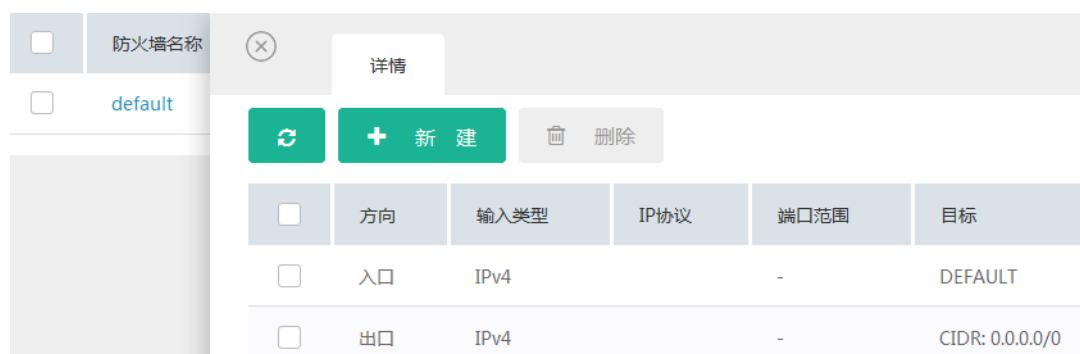 防火墙名称
default
详情
新 建
删除
方向 输入类型 IP协议 端口范围 目标
入口 IPv4 - DEFAULT
出口 IPv4 - CIDR: 0.0.0.0/0